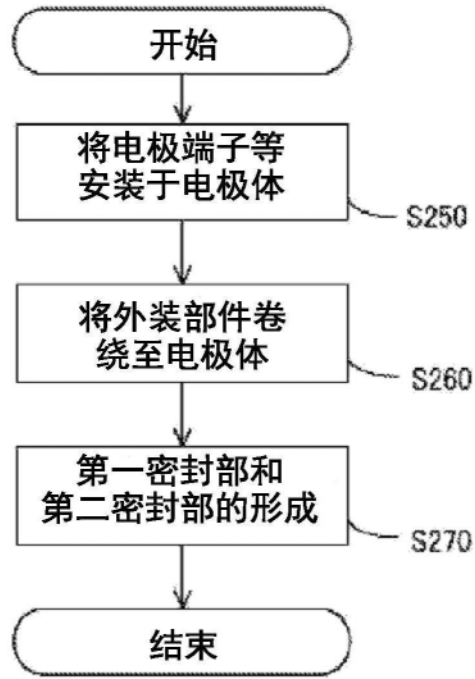 开始
将电极端子等
安装于电极体
S250
将外装部件卷
绕至电极体
S260
第一密封部和
第二密封部的形成
S270
结束